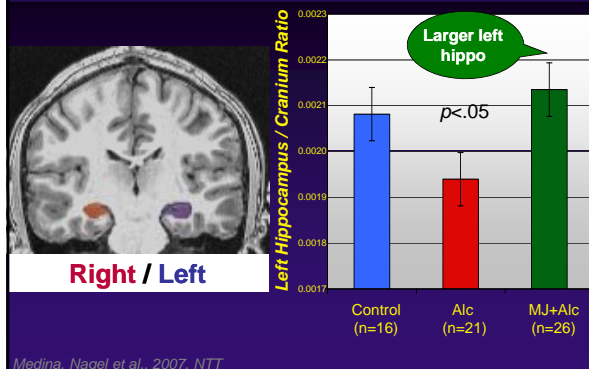 Right / Left
Left Hippocampus / Cranium Ratio
0.0023
0.0022
0.0021
0.0020
0.0019
0.0018
0.0017
Larger left
hippo
p<.05
Control
(n=16)
Alc
(n=21)
MJ+Alc
(n=26)
Medina, Nagel et al., 2007, NTT